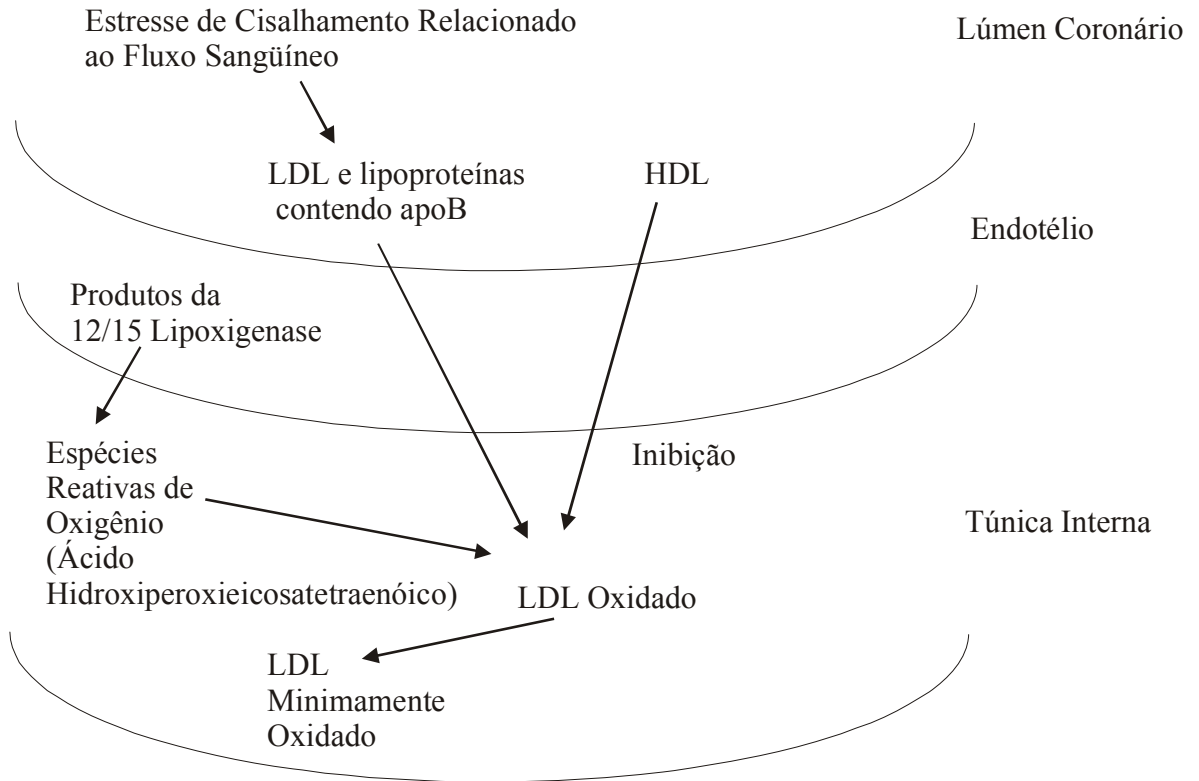 Estresse de Cisalhamento Relacionado
ao Fluxo Sangüíneo
Lúmen Coronário
LDL e lipoproteínas
contendo apoB
HDL
Endotélio
Produtos da
12/15 Lipoxigenase
Espécies
Reativas de
Oxigênio
(Ácido
Hidroxiperoxieicosatetraenóico)
Inibição
Túnica Interna
LDL Oxidado
LDL
Minimamente
Oxidado